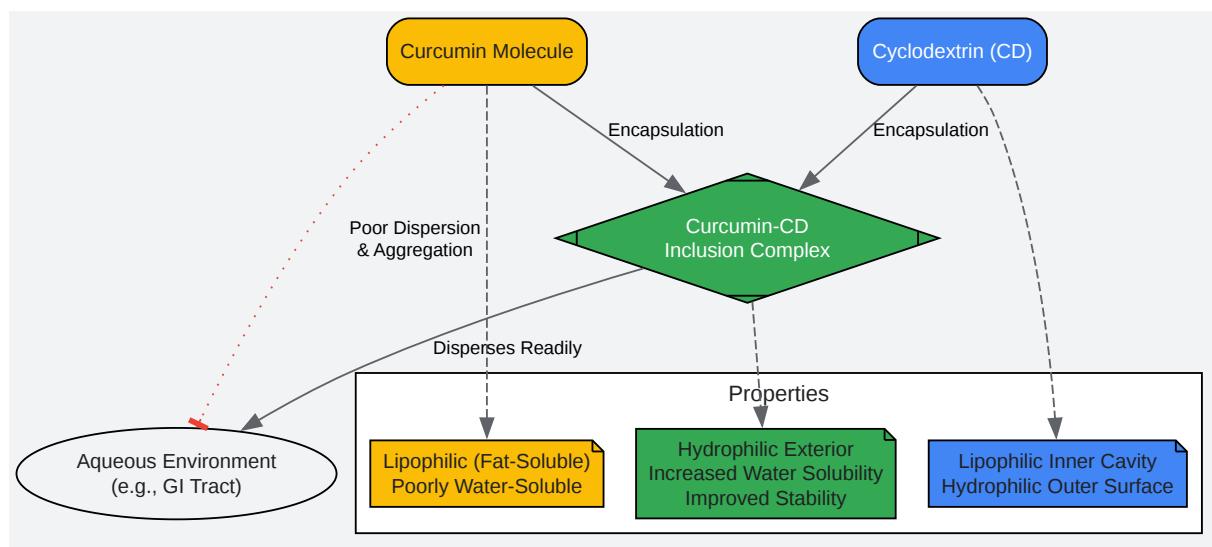 Curcumin Molecule
Cyclodextrin (CD)
Encapsulation
Encapsulation
Poor Dispersion
& Aggregation
Curcumin-CD
Inclusion Complex
Disperses Readily
Properties
Aqueous Environment
(e.g., GI Tract)
Lipophilic (Fat-Soluble)
Poorly Water-Soluble
Hydrophilic Exterior
Increased Water Solubility
Improved Stability
Lipophilic Inner Cavity
Hydrophilic Outer Surface